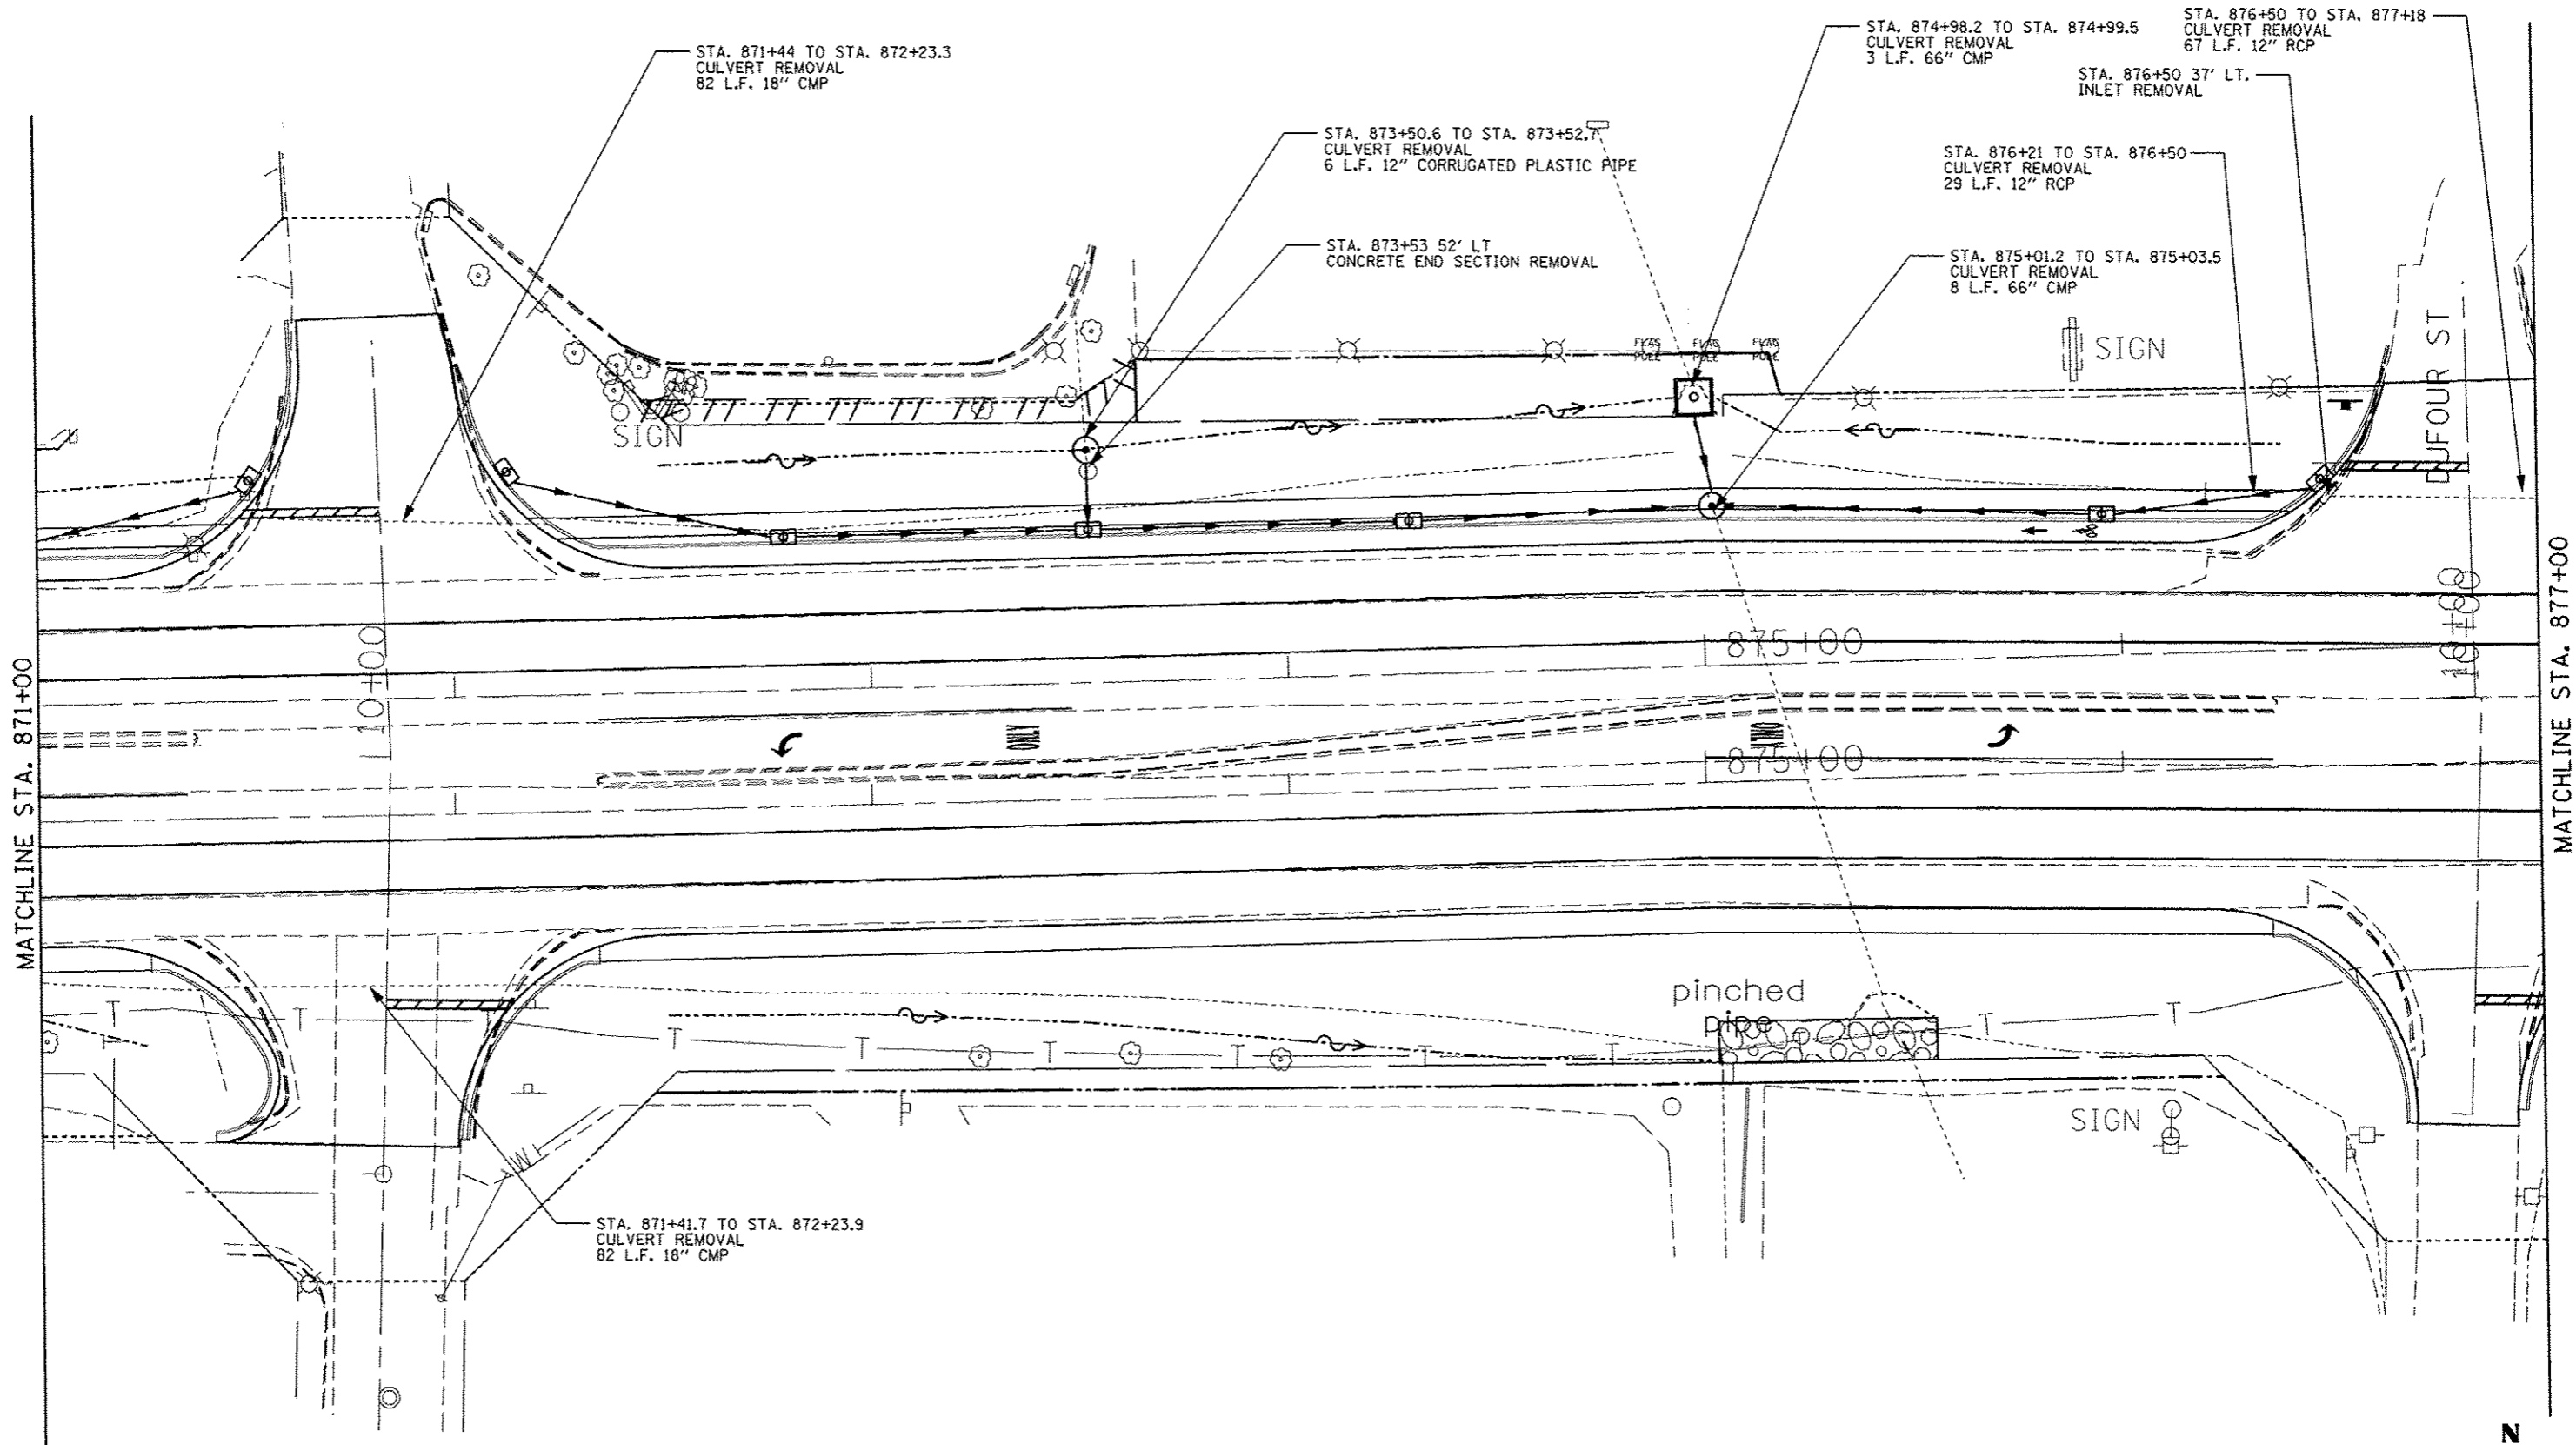 STA. 871+44 TO STA. 872+23.3
CULVERT REMOVAL
82 L.F. 18" CMP
STA. 873+50.6 TO STA. 873+52.7
CULVERT REMOVAL
6 L.F. 12" CORRUGATED PLASTIC PIPE
STA. 873+53 52' LT
CONCRETE END SECTION REMOVAL
STA. 874+98.2 TO STA. 874+99.5
CULVERT REMOVAL
3 L.F. 66" CMP
STA. 876+50 TO STA. 877+18
CULVERT REMOVAL
67 L.F. 12" RCP
STA. 876+50 37' LT.
INLET REMOVAL
STA. 876+21 TO STA. 876+50
CULVERT REMOVAL
29 L.F. 12" RCP
STA. 875+01.2 TO STA. 875+03.5
CULVERT REMOVAL
8 L.F. 66" CMP
FLAG
POLE
FLAG
POLE
FLAG
POLE
SIGN
SIGN
DUFOUR ST
MATCHLINE STA. 871+00
10+00
875+00
ONLY
875+00
MATCHLINE STA. 877+00
pinched
pipe
T
T
T
T
T
T
T
T
T
T
T
T
T
SIGN
W
STA. 871+41.7 TO STA. 872+23.9
CULVERT REMOVAL
82 L.F. 18" CMP
N